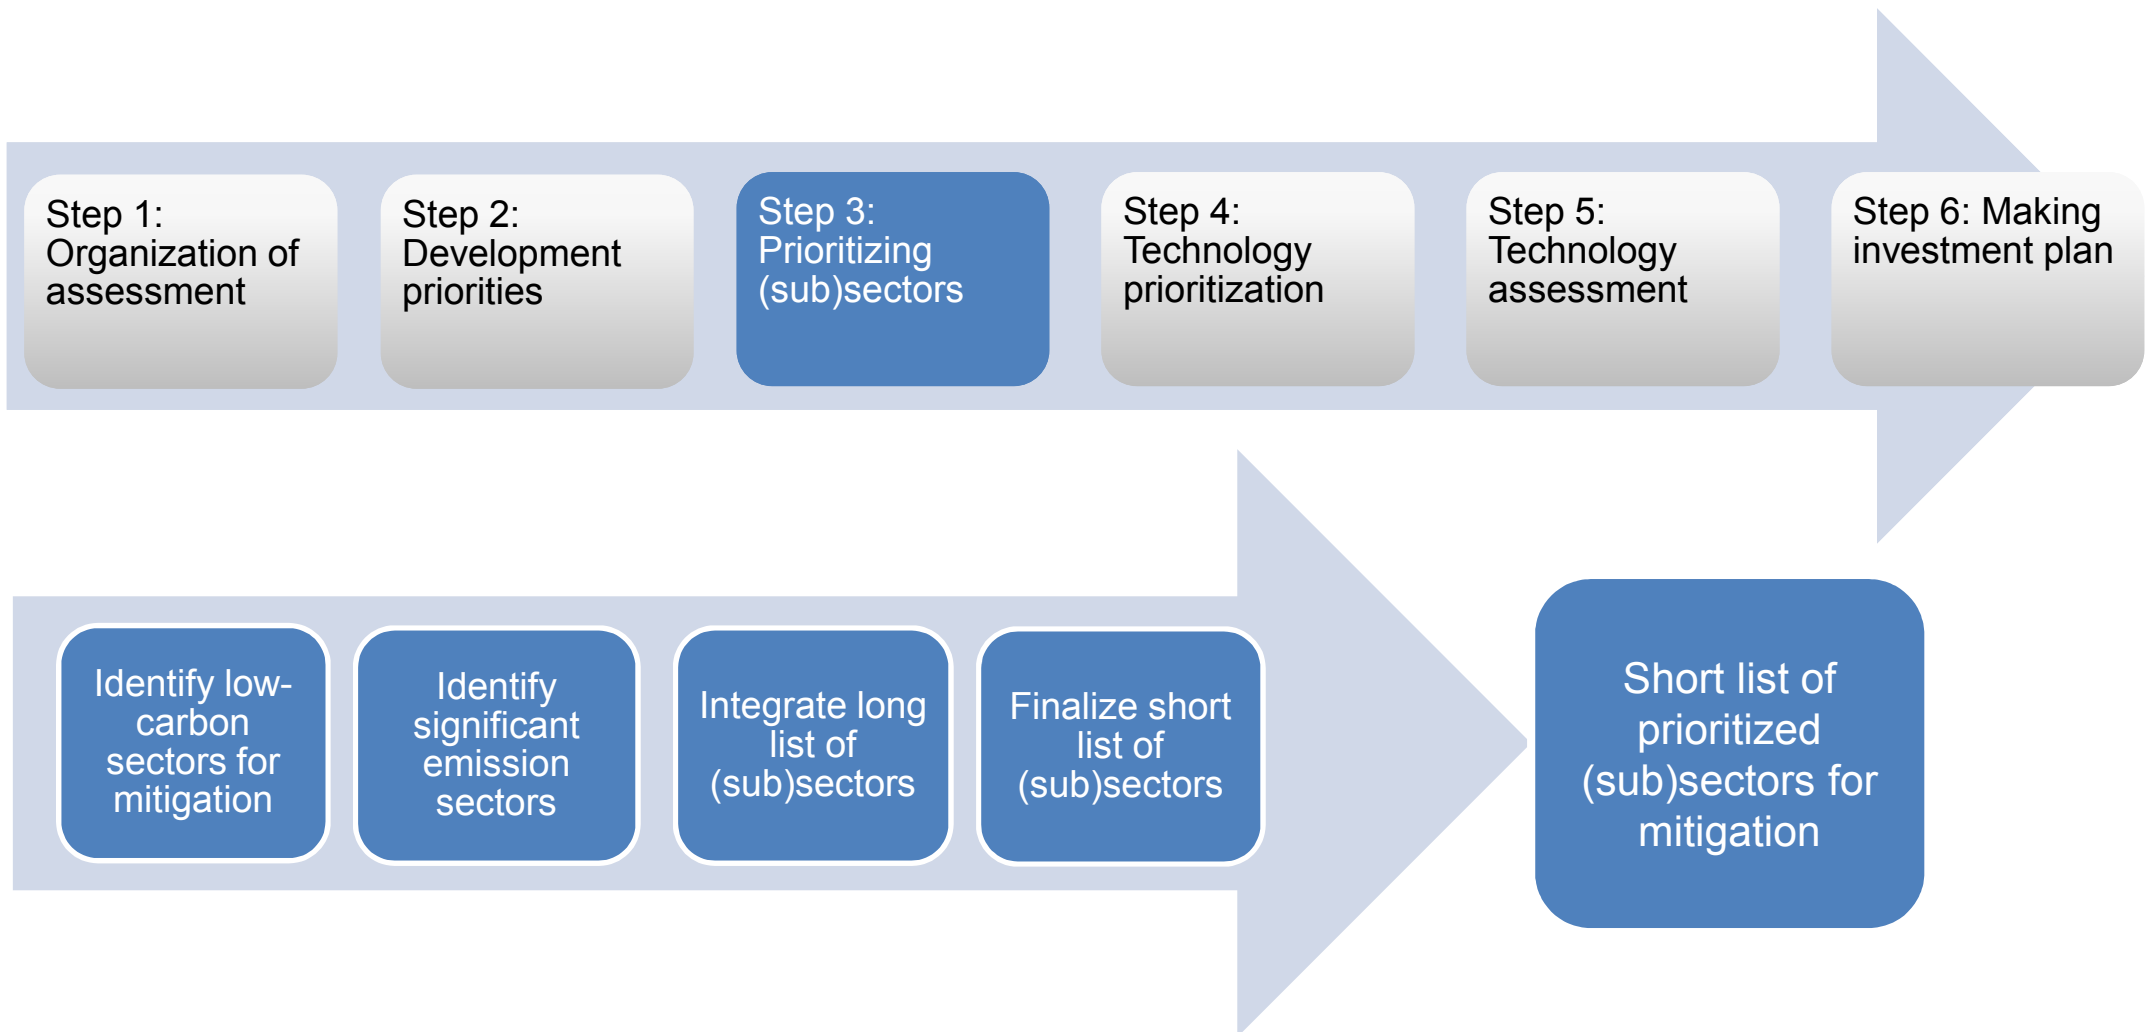 Step 1:
Organization of
assessment
Step 2:
Development
priorities
Step 3:
Prioritizing
(sub)sectors
Step 4:
Technology
prioritization
Step 5:
Technology
assessment
Step 6: Making
investment plan
Identify low-
carbon
sectors for
mitigation
Identify
significant
emission
sectors
Integrate long
list of
(sub)sectors
Finalize short
list of
(sub)sectors
Short list of
prioritized
(sub)sectors for
mitigation